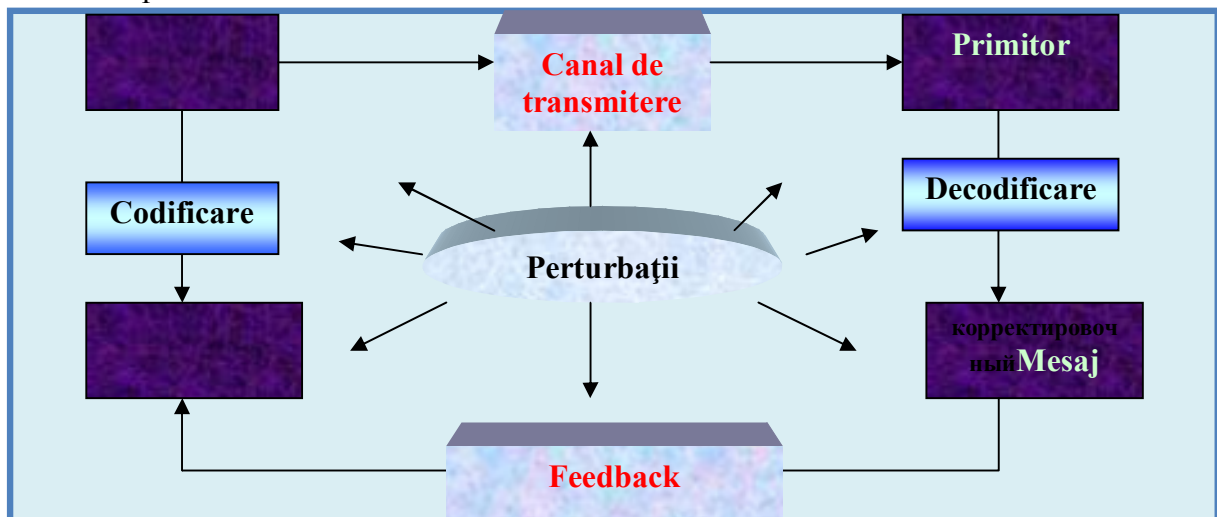 Primitor
Canal de
transmitere
Codificare
Decodificare
Perturbaţii
корректировоч
ныйMesaj
Feedback